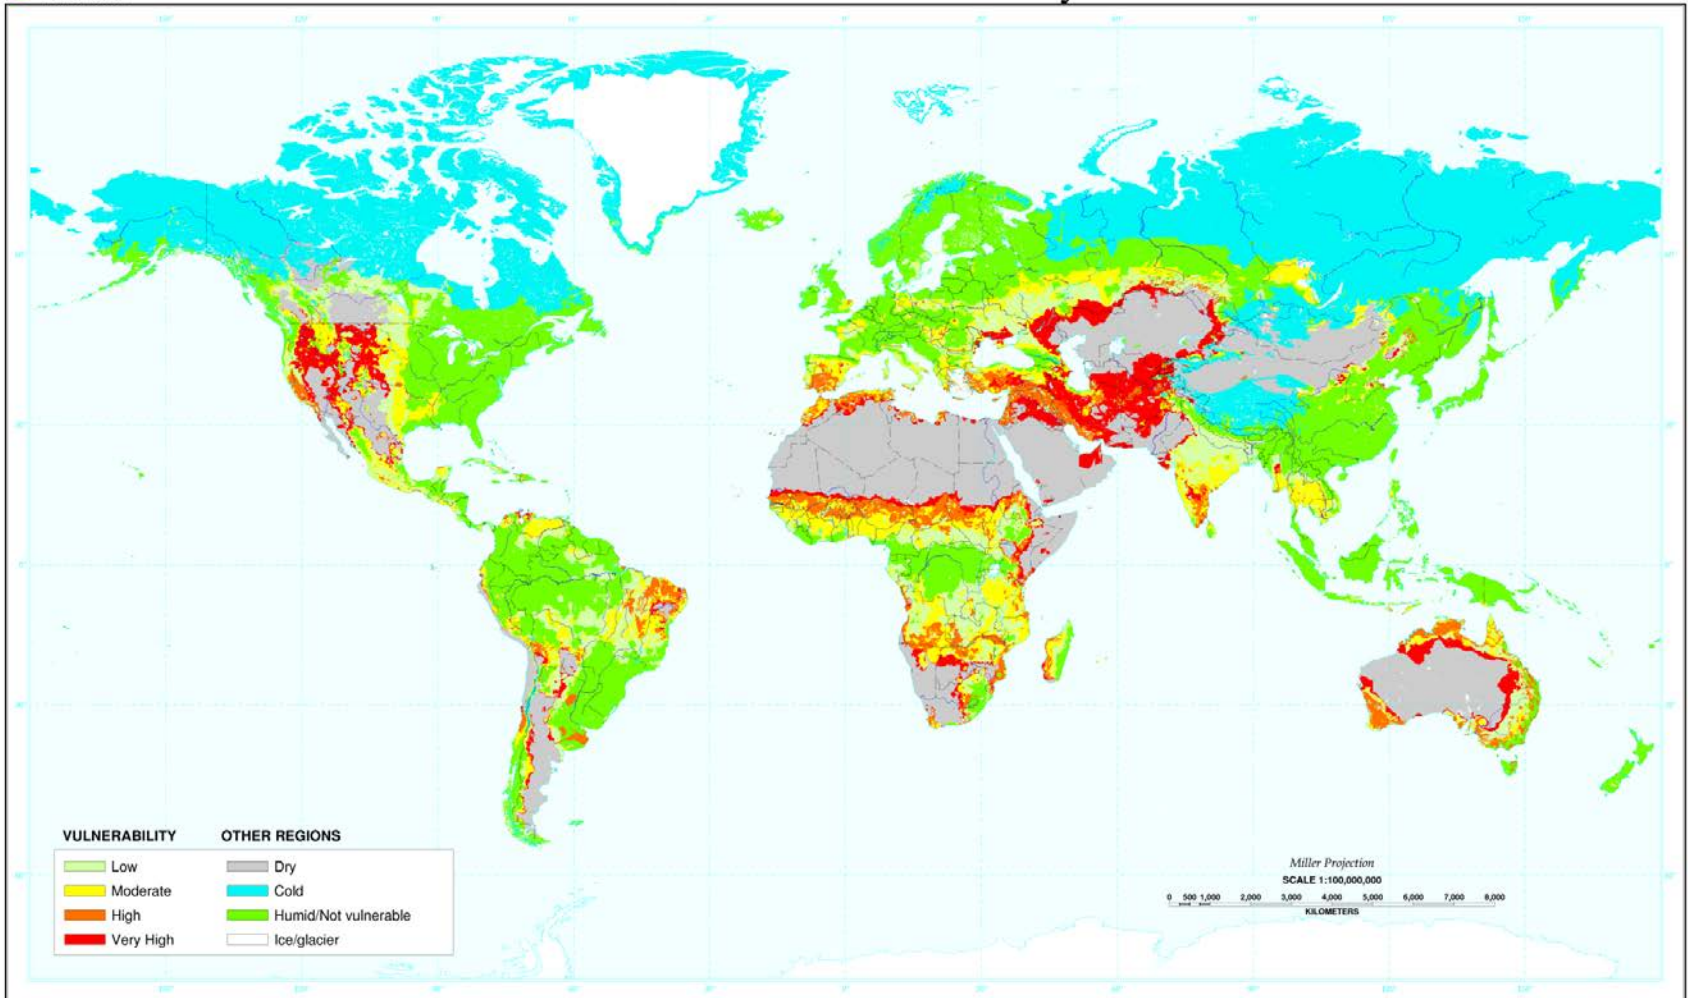 VULNERABILITY OTHER REGIONS
Low Dry
Moderate Cold
High Humid/Not vulnerable
Very High Ice/glacier
Miller Projection
SCALE 1:100,000,000
0 500 1,000 2,000 3,000 4,000 5,000 6,000 7,000 8,000
KILOMETERS